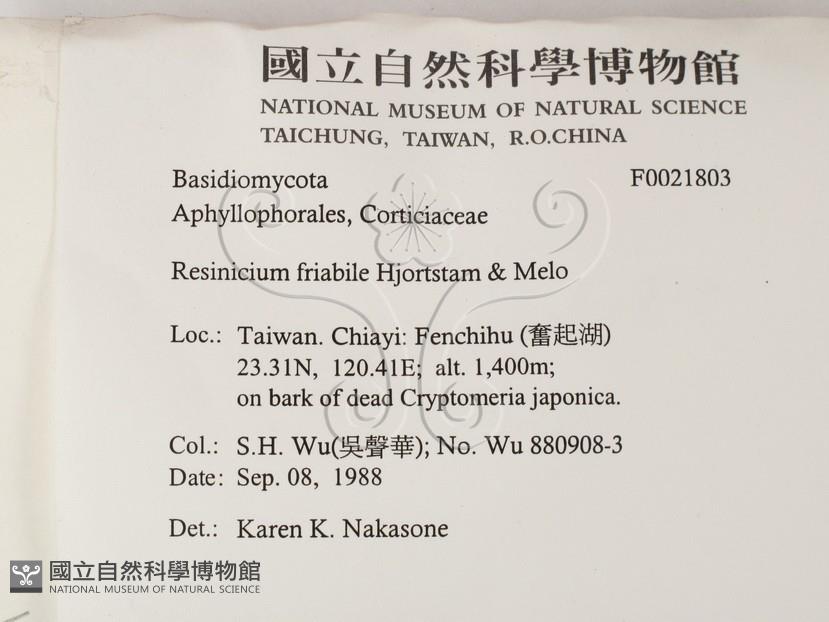 國立自然科學博物館
NATIONAL MUSEUM OF NATURAL SCIENCE
TAICHUNG, TAIWAN, R.O.CHINA
Basidiomycota F0021803
Aphyllophorales, Corticiaceae
Resinicium friabile Hjortstam & Melo
Loc.: Taiwan. Chiayi: Fenchihu (奮起湖)
23.31N, 120.41E; alt. 1,400m;
on bark of dead Cryptomeria japonica.
Col.: S.H. Wu(吳聲華); No. Wu 880908-3
Date: Sep. 08, 1988
Det.: Karen K. Nakasone
國立自然科學博物館
NATIONAL MUSEUM OF NATURAL SCIENCE